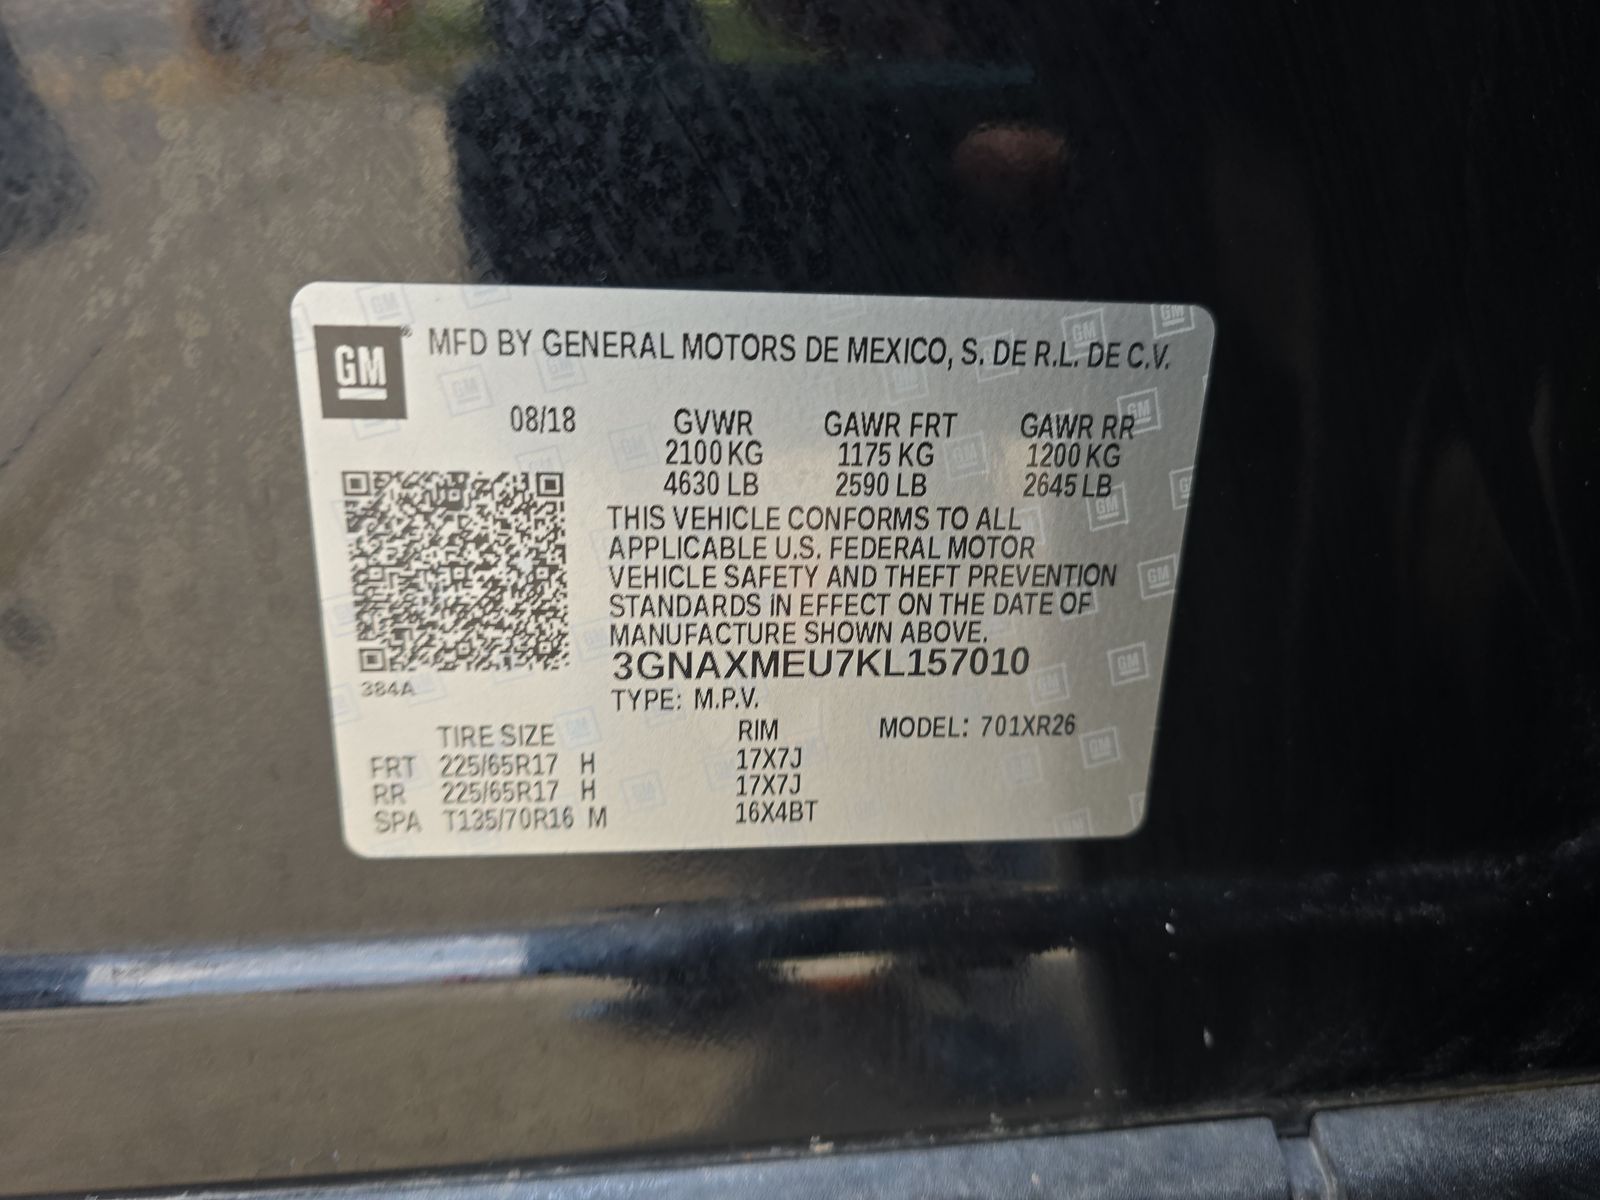 GM® MFD BY GENERAL MOTORS DE MEXICO, S. DE R.L. DE C.V.
08/18 GVWR GAWR FRT GAWR RR
2100 KG 1175 KG 1200 KG
4630 LB 2590 LB 2645 LB
THIS VEHICLE CONFORMS TO ALL
APPLICABLE U.S. FEDERAL MOTOR
VEHICLE SAFETY AND THEFT PREVENTION
STANDARDS IN EFFECT ON THE DATE OF
MANUFACTURE SHOWN ABOVE.
3GNAXMEU7KL157010
384A
TYPE: M.P.V.
TIRE SIZE RIM MODEL: 701XR26
FRT 225/65R17 H 17X7J
RR 225/65R17 H 17X7J
SPA T135/70R16 M 16X4BT